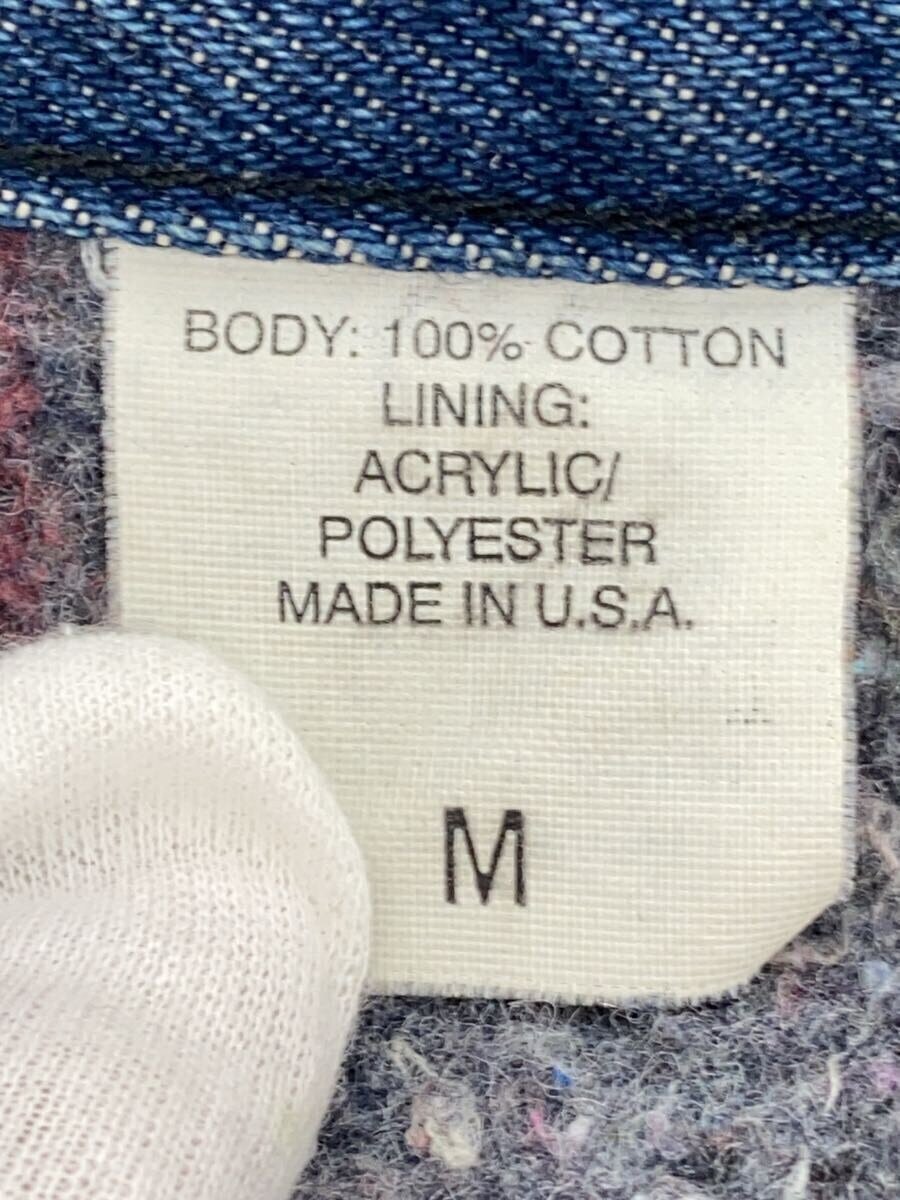 BODY: 100% COTTON
LINING:
ACRYLIC/
POLYESTER
MADE IN U.S.A.
M